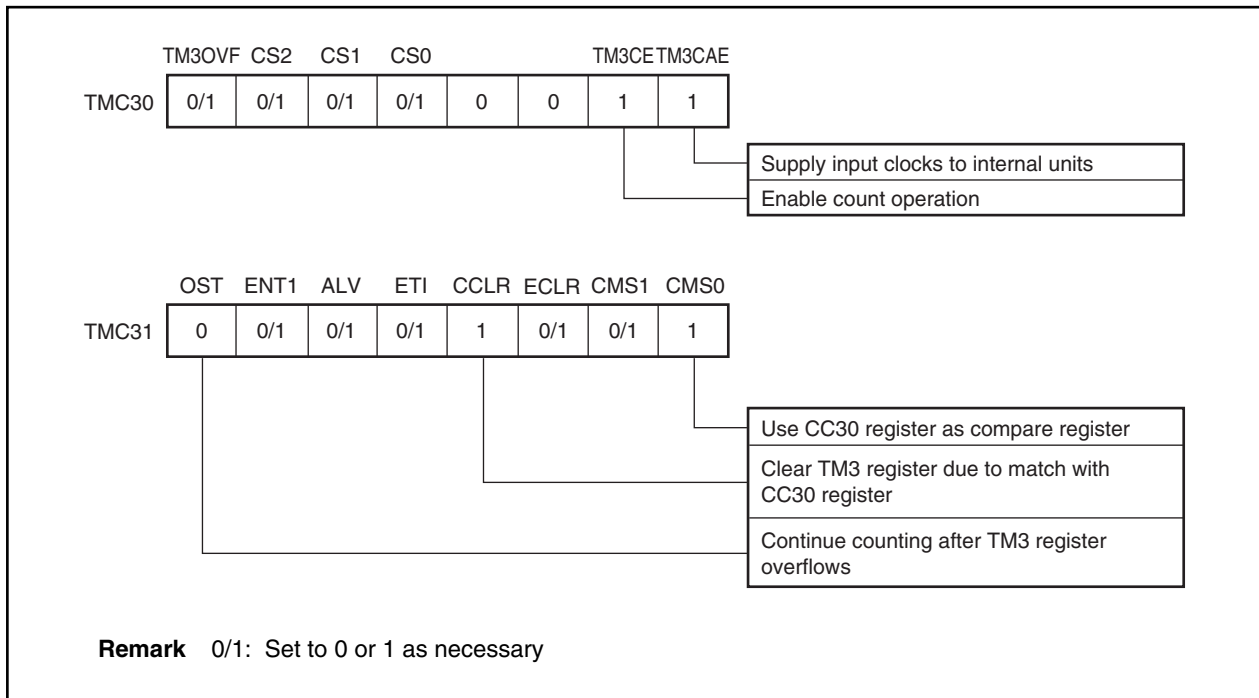 TM3OVF CS2 CS1 CS0 TM3CE TM3CAE
TMC30 0/1 0/1 0/1 0/1 0 0 1 1
Supply input clocks to internal units
Enable count operation
OST ENT1 ALV ETI CCLR ECLR CMS1 CMS0
TMC31 0 0/1 0/1 0/1 1 0/1 0/1 1
Use CC30 register as compare register
Clear TM3 register due to match with
CC30 register
Continue counting after TM3 register
overflows
Remark 0/1: Set to 0 or 1 as necessary